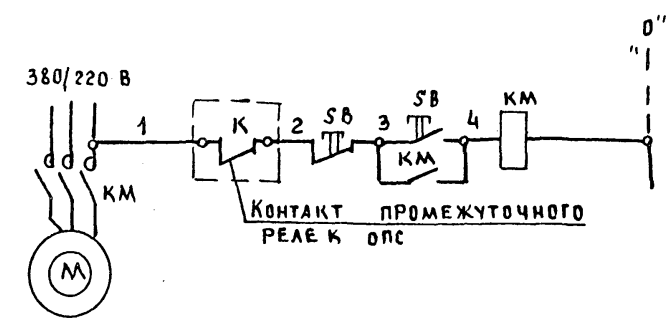 "0"
380/220 В
1
К
2
SB
3
SB
КМ
4
КМ
КМ
Контакт промежуточного
реле К ОПС
М